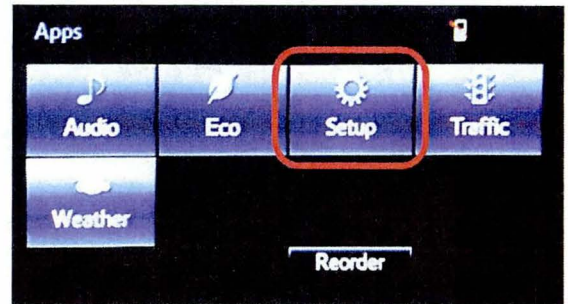 Apps
Audio
Eco
Setup
Traffic
Weather
Reorder